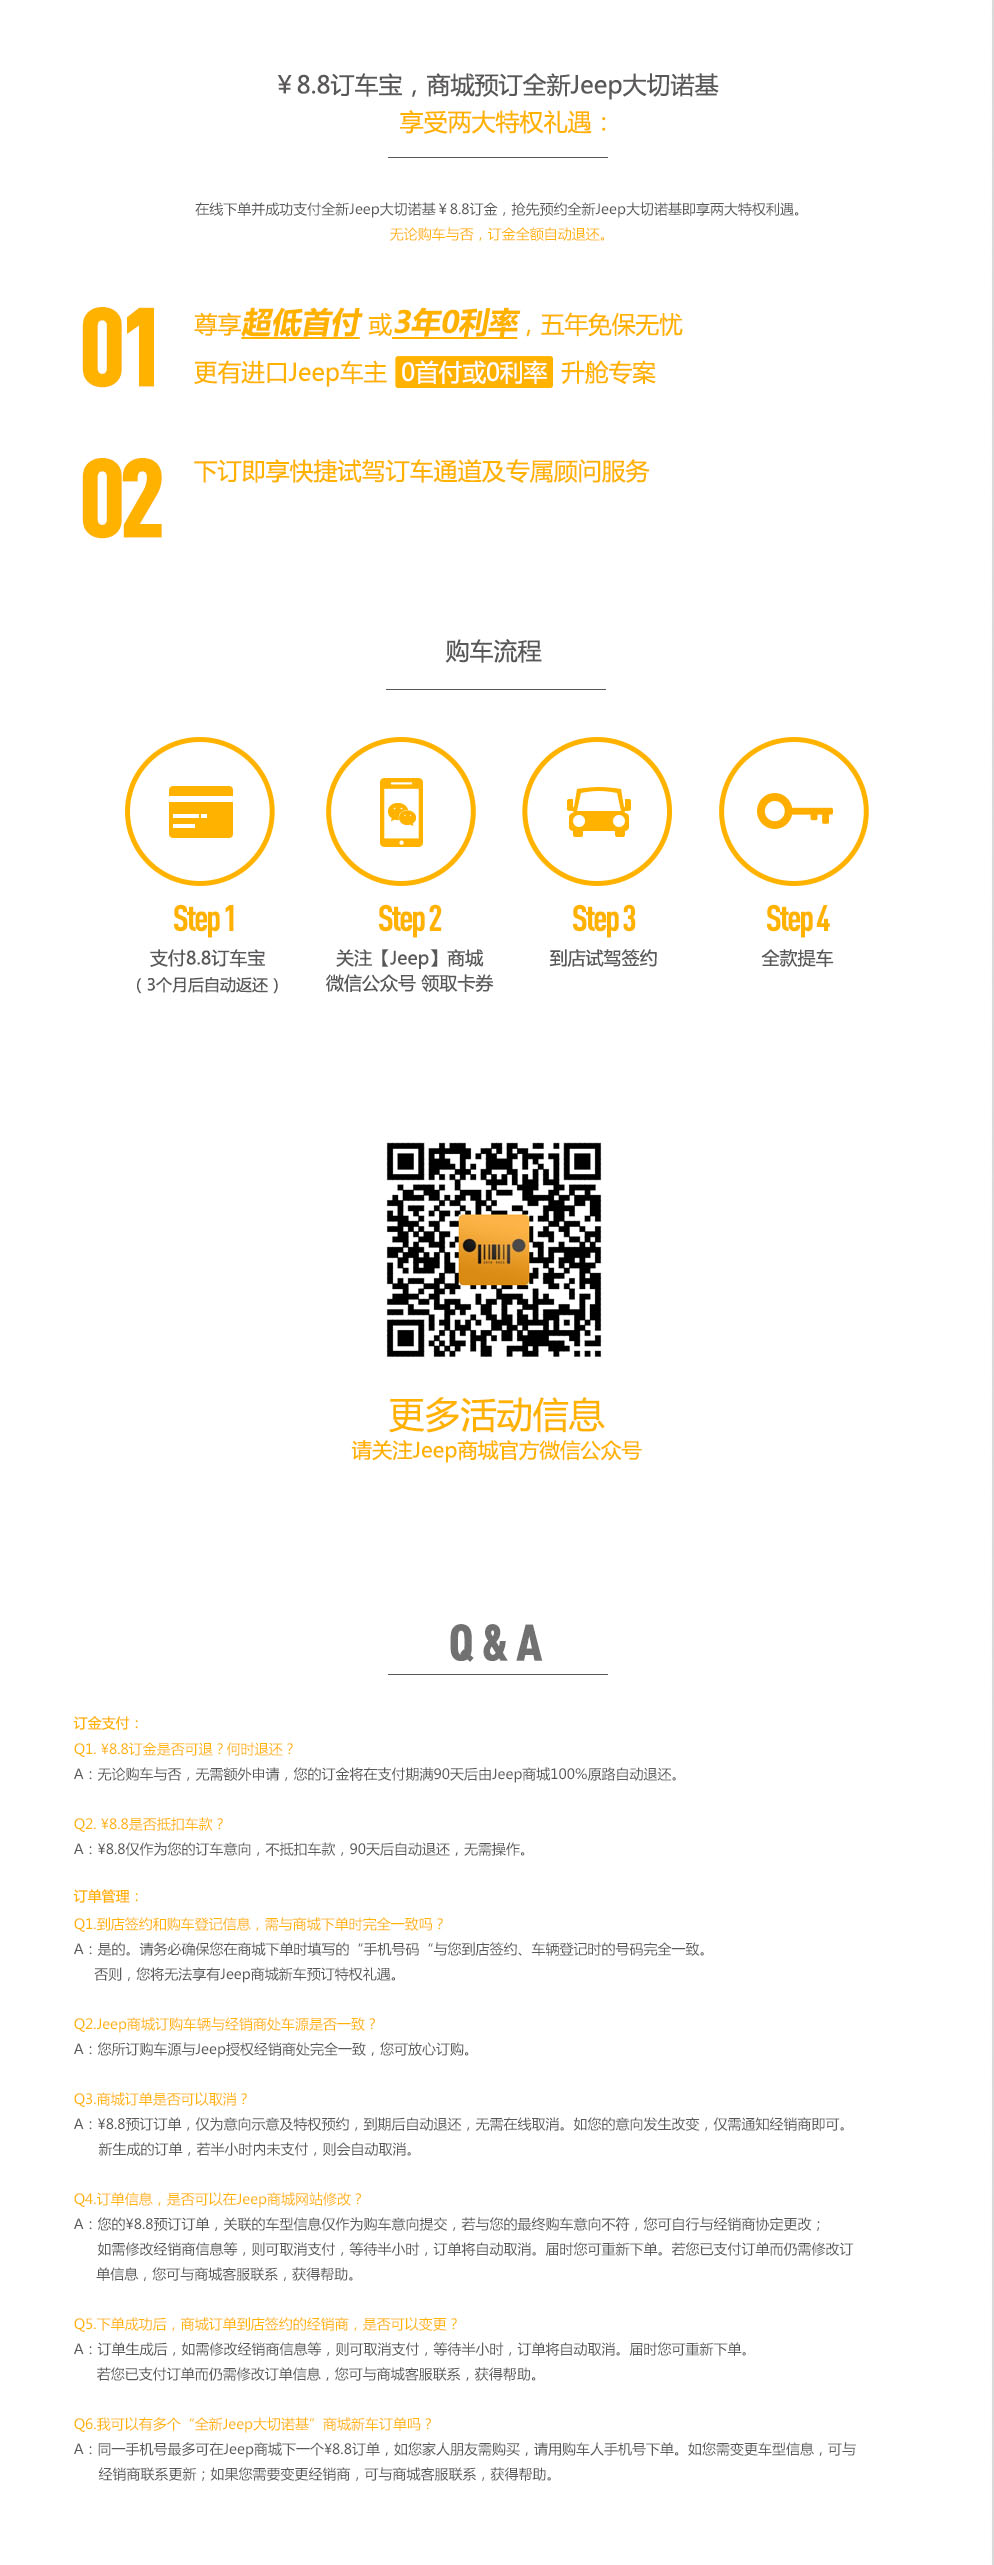 ￥8.8订车宝，商城预订全新Jeep大切诺基
享受两大特权礼遇：
在线下单并成功支付全新Jeep大切诺基￥8.8订金，抢先预约全新Jeep大切诺基即享两大特权利遇。
无论购车与否，订金全额自动退还。
01
尊享超低首付 或3年0利率，五年免保无忧
更有进口Jeep车主 0首付或0利率 升舱专案
02
下订即享快捷试驾订车通道及专属顾问服务
购车流程
Step 1
支付8.8订车宝
（3个月后自动返还）
Step 2
关注【Jeep】商城
微信公众号 领取卡券
Step 3
到店试驾签约
Step 4
全款提车
更多活动信息
请关注Jeep商城官方微信公众号
Q & A
订金支付：
Q1. ¥8.8订金是否可退？何时退还？
A：无论购车与否，无需额外申请，您的订金将在支付期满90天后由Jeep商城100%原路自动退还。
Q2. ¥8.8是否抵扣车款？
A：¥8.8仅作为您的订车意向，不抵扣车款，90天后自动退还，无需操作。
订单管理：
Q1.到店签约和购车登记信息，需与商城下单时完全一致吗？
A：是的。请务必确保您在商城下单时填写的“手机号码“与您到店签约、车辆登记时的号码完全一致。
否则，您将无法享有Jeep商城新车预订特权礼遇。
Q2.Jeep商城订购车辆与经销商处车源是否一致？
A：您所订购车源与Jeep授权经销商处完全一致，您可放心订购。
Q3.商城订单是否可以取消？
A：¥8.8预订订单，仅为意向示意及特权预约，到期后自动退还，无需在线取消。如您的意向发生改变，仅需通知经销商即可。
新生成的订单，若半小时内未支付，则会自动取消。
Q4.订单信息，是否可以在Jeep商城网站修改？
A：您的¥8.8预订订单，关联的车型信息仅作为购车意向提交，若与您的最终购车意向不符，您可自行与经销商协定更改；
如需修改经销商信息等，则可取消支付，等待半小时，订单将自动取消。届时您可重新下单。若您已支付订单而仍需修改订
单信息，您可与商城客服联系，获得帮助。
Q5.下单成功后，商城订单到店签约的经销商，是否可以变更？
A：订单生成后，如需修改经销商信息等，则可取消支付，等待半小时，订单将自动取消。届时您可重新下单。
若您已支付订单而仍需修改订单信息，您可与商城客服联系，获得帮助。
Q6.我可以有多个“全新Jeep大切诺基”商城新车订单吗？
A：同一手机号最多可在Jeep商城下一个¥8.8订单，如您家人朋友需购买，请用购车人手机号下单。如您需变更车型信息，可与
经销商联系更新；如果您需要变更经销商，可与商城客服联系，获得帮助。